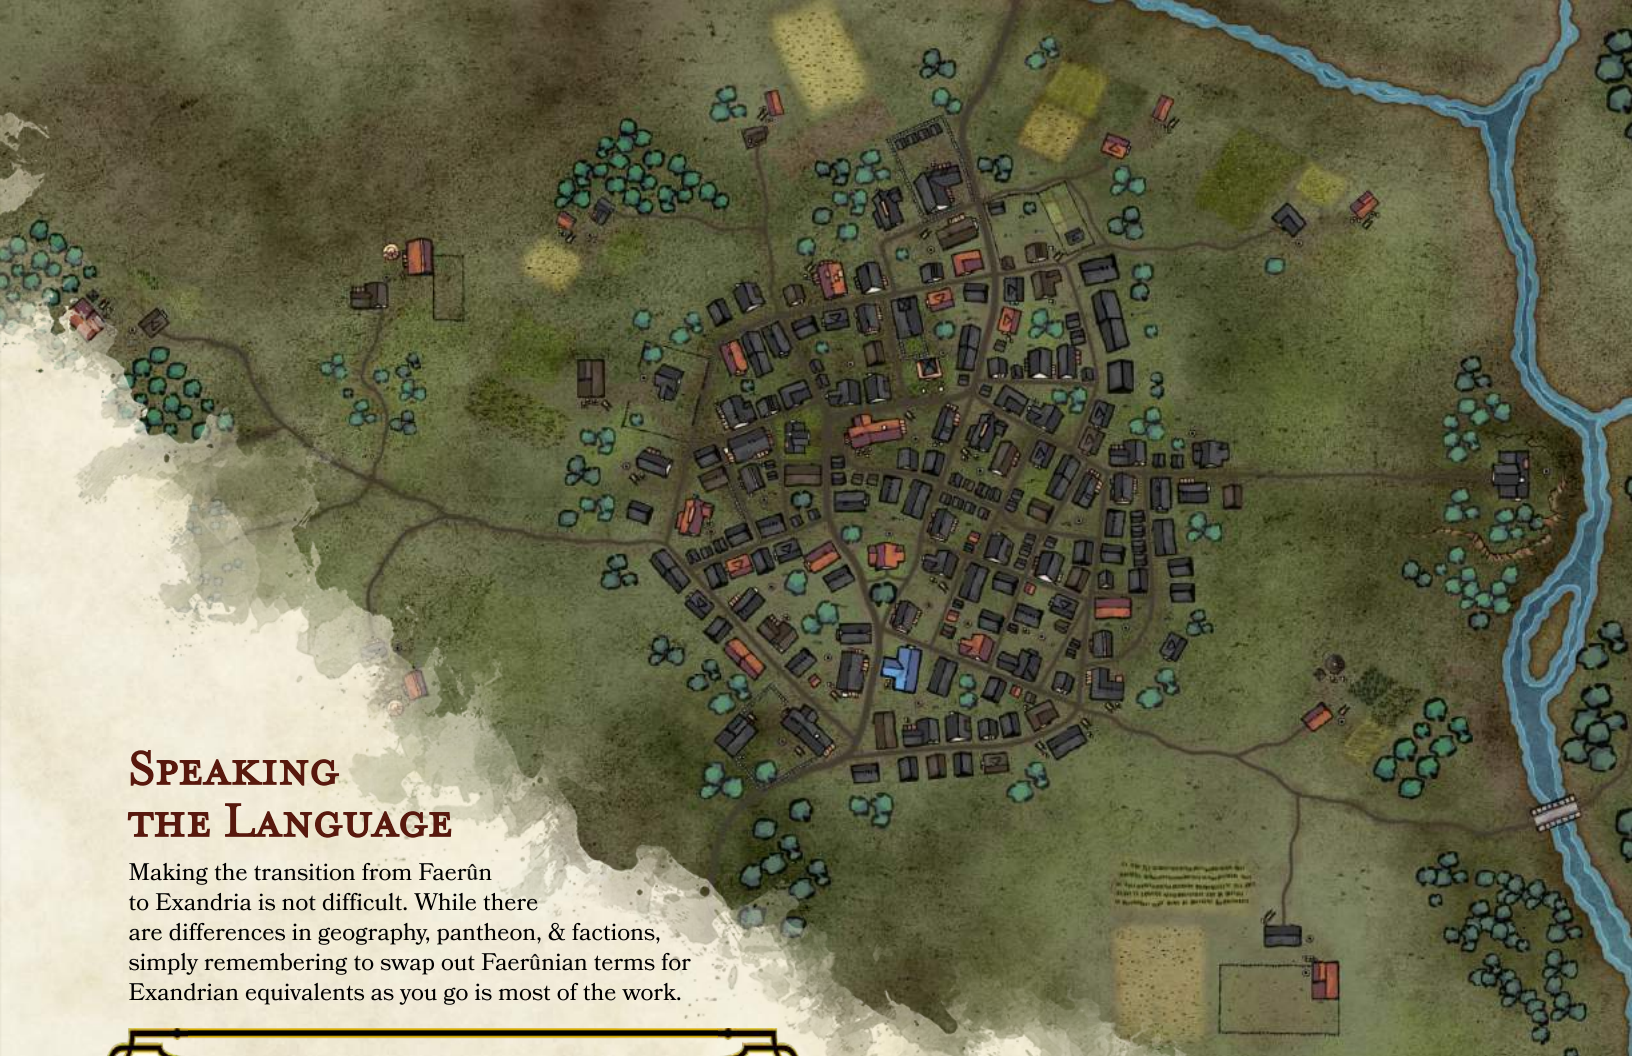 Speaking
the Language
Making the transition from Faerûn
to Exandria is not difficult. While there
are differences in geography, pantheon, & factions,
simply remembering to swap out Faerûnian terms for
Exandrian equivalents as you go is most of the work.